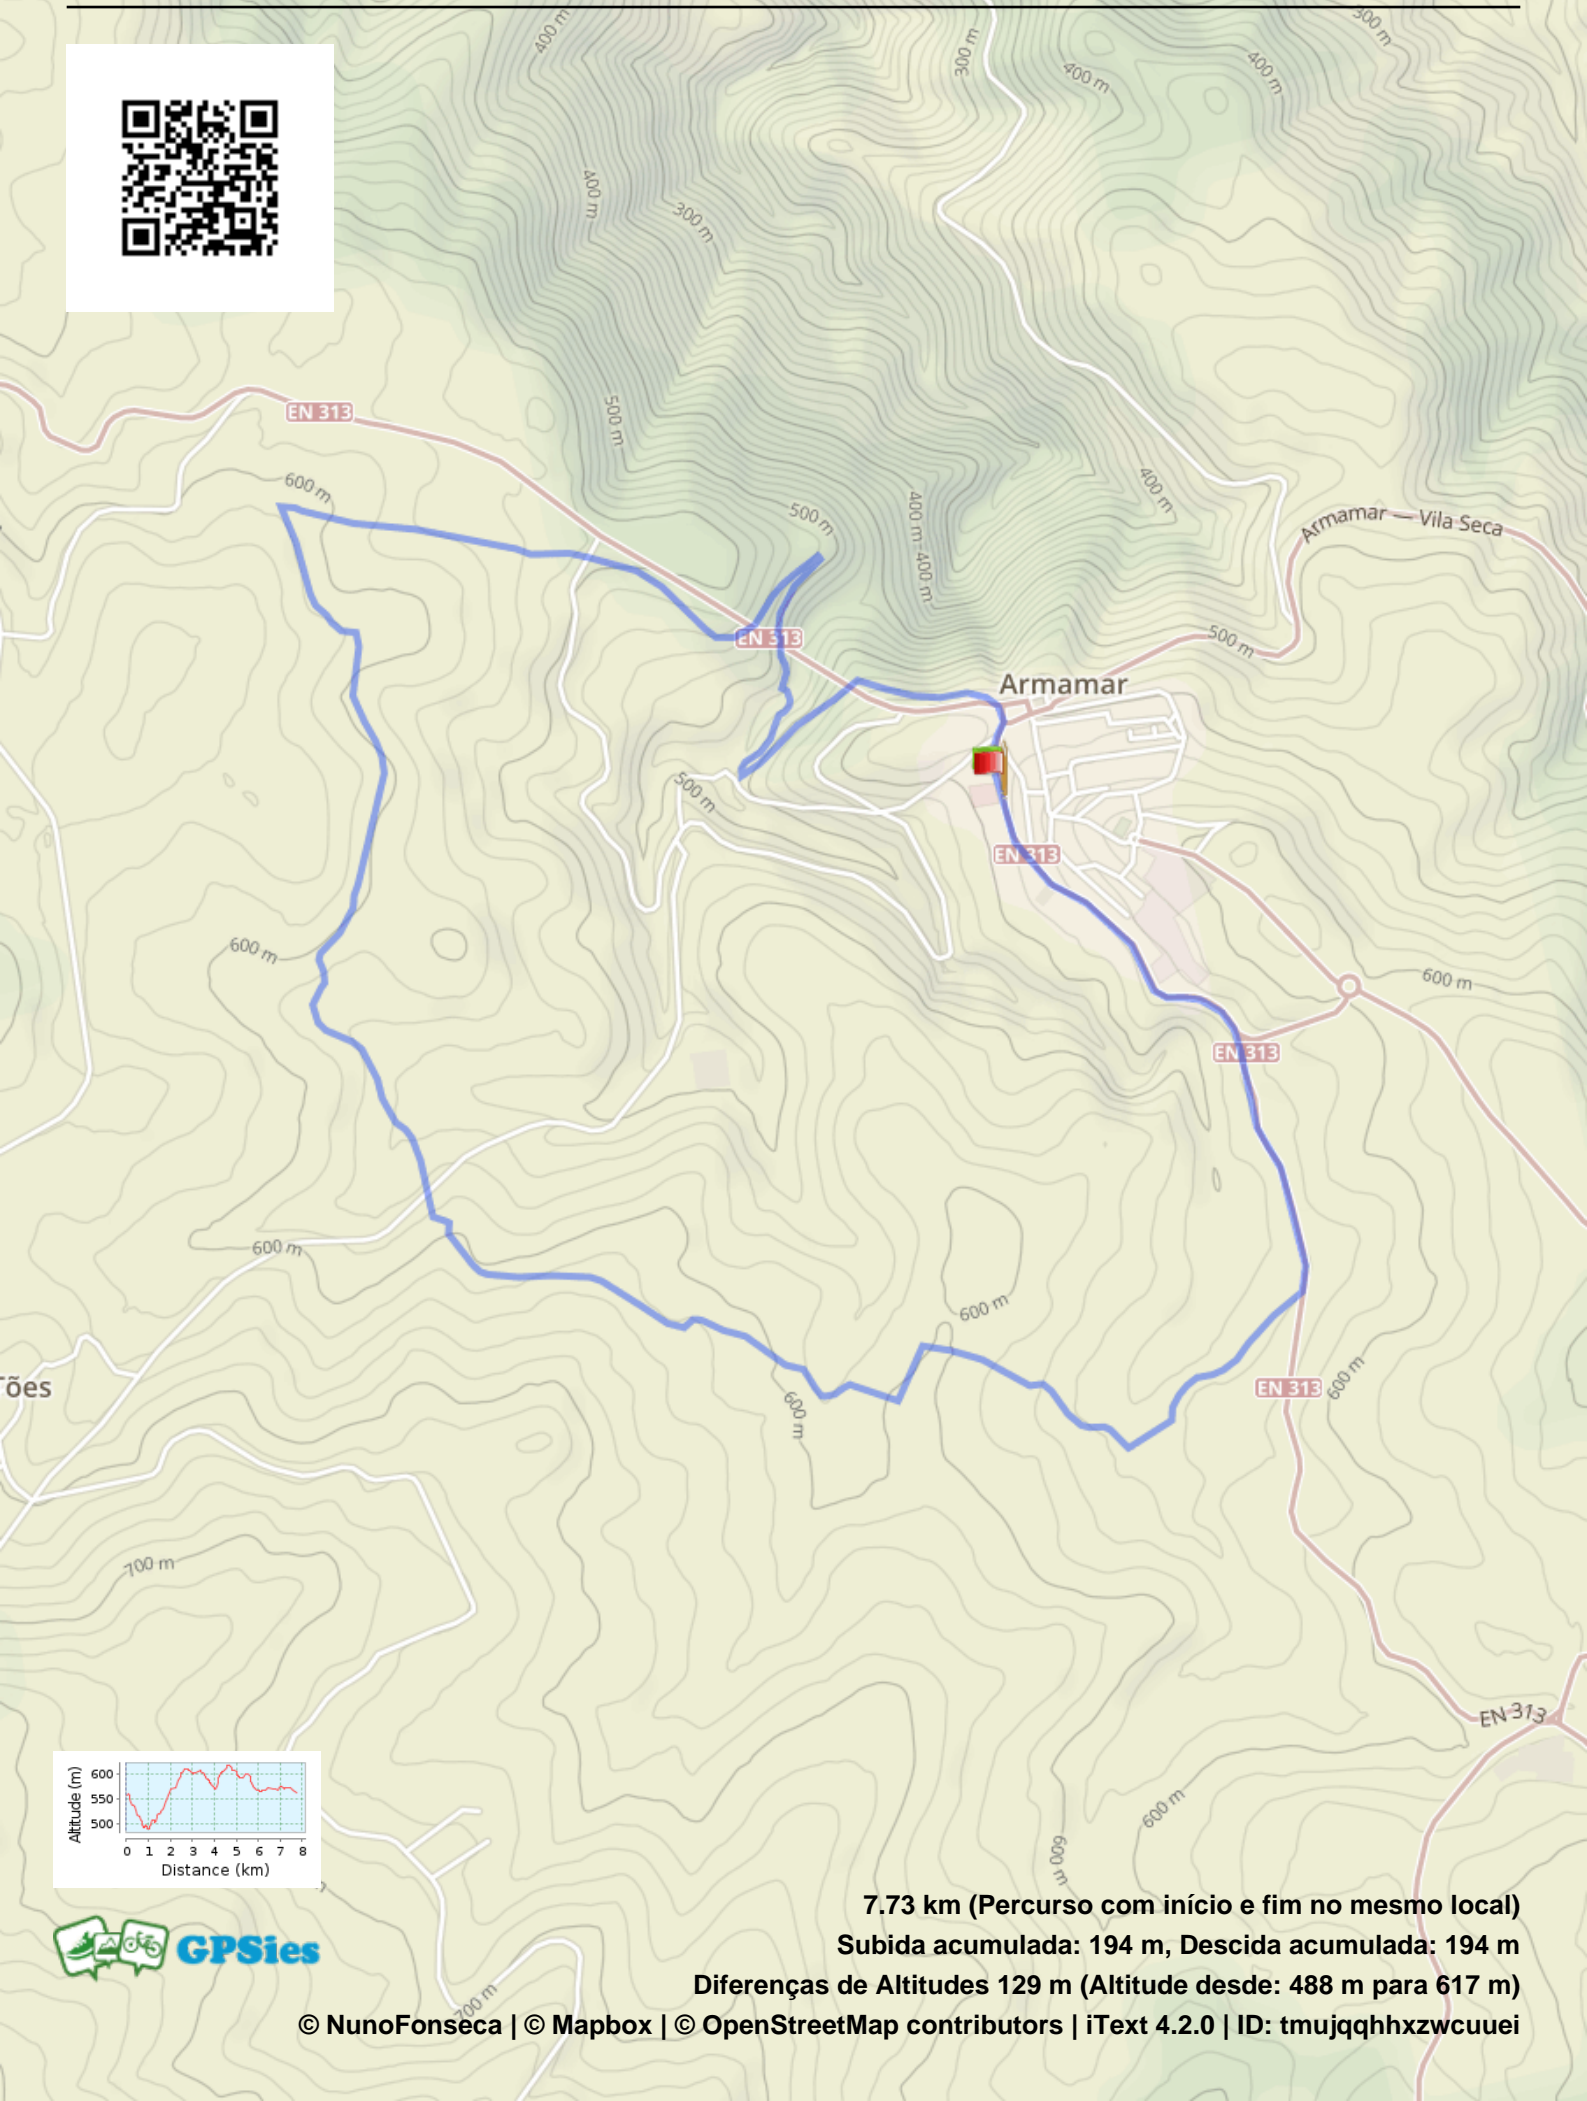 400 m
300 m
300 m
400 m
400 m
400 m
300 m
EN 313
500 m
600 m
500 m
400 m
400 m
400 m
Armamar — Vila Seca
EN 313
500 m
Armamar
500 m
EN 313
600 m
600 m
EN 313
600 m
600 m
600 m
EN 313
600 m
700 m
EN 313
600 m
600 m
Altitude (m)
600
550
500
0 1 2 3 4 5 6 7 8
Distance (km)
7.73 km (Percurso com início e fim no mesmo local)
GPSies
Subida acumulada: 194 m, Descida acumulada: 194 m
Diferenças de Altitudes 129 m (Altitude desde: 488 m para 617 m)
700 m
© NunoFonseca | © Mapbox | © OpenStreetMap contributors | iText 4.2.0 | ID: tmujqqhhxzwcuuei